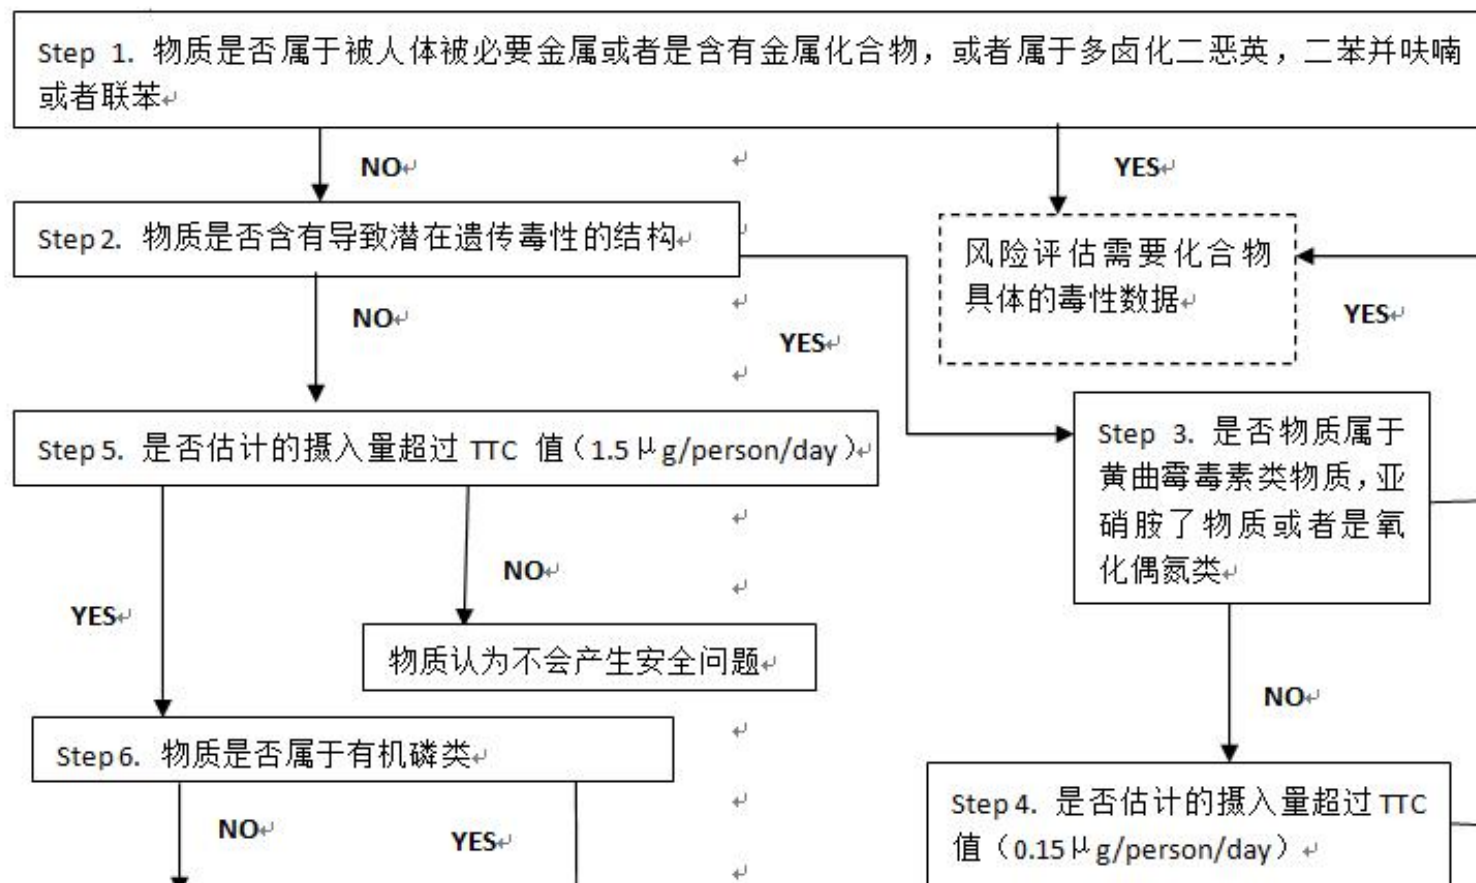 Step 1. 物质是否属于被人体被必要金属或者是含有金属化合物，或者属于多卤化二恶英，二苯并呋喃
或者联苯
NO
YES
Step 2. 物质是否含有导致潜在遗传毒性的结构
风险评估需要化合物
具体的毒性数据
NO
YES
YES
Step 5. 是否估计的摄入量超过 TTC 值（1.5μg/person/day）
Step 3. 是否物质属于
黄曲霉毒素类物质，亚
硝胺了物质或者是氧
化偶氮类
YES
NO
物质认为不会产生安全问题
NO
Step 6. 物质是否属于有机磷类
Step 4. 是否估计的摄入量超过 TTC
值（0.15μg/person/day）
NO
YES